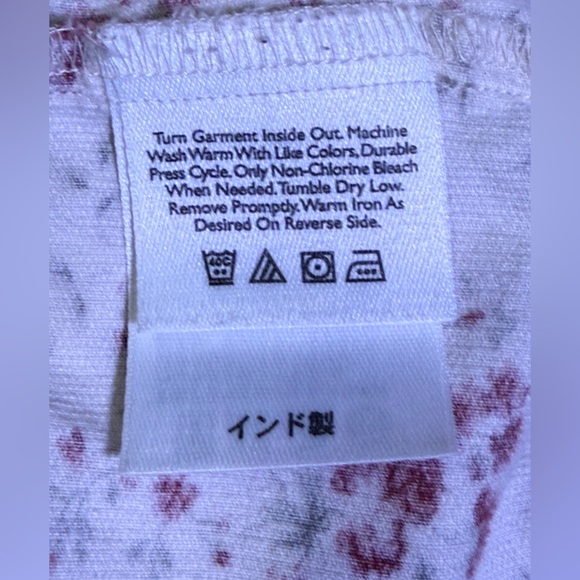 Turn Garment Inside Out. Machine
Wash Warm With Like Colors, Durable
Press Cycle. Only Non-Chlorine Bleach
When Needed. Tumble Dry Low.
Remove Promptly. Warm Iron As
Desired On Reverse Side.
40C
インド製